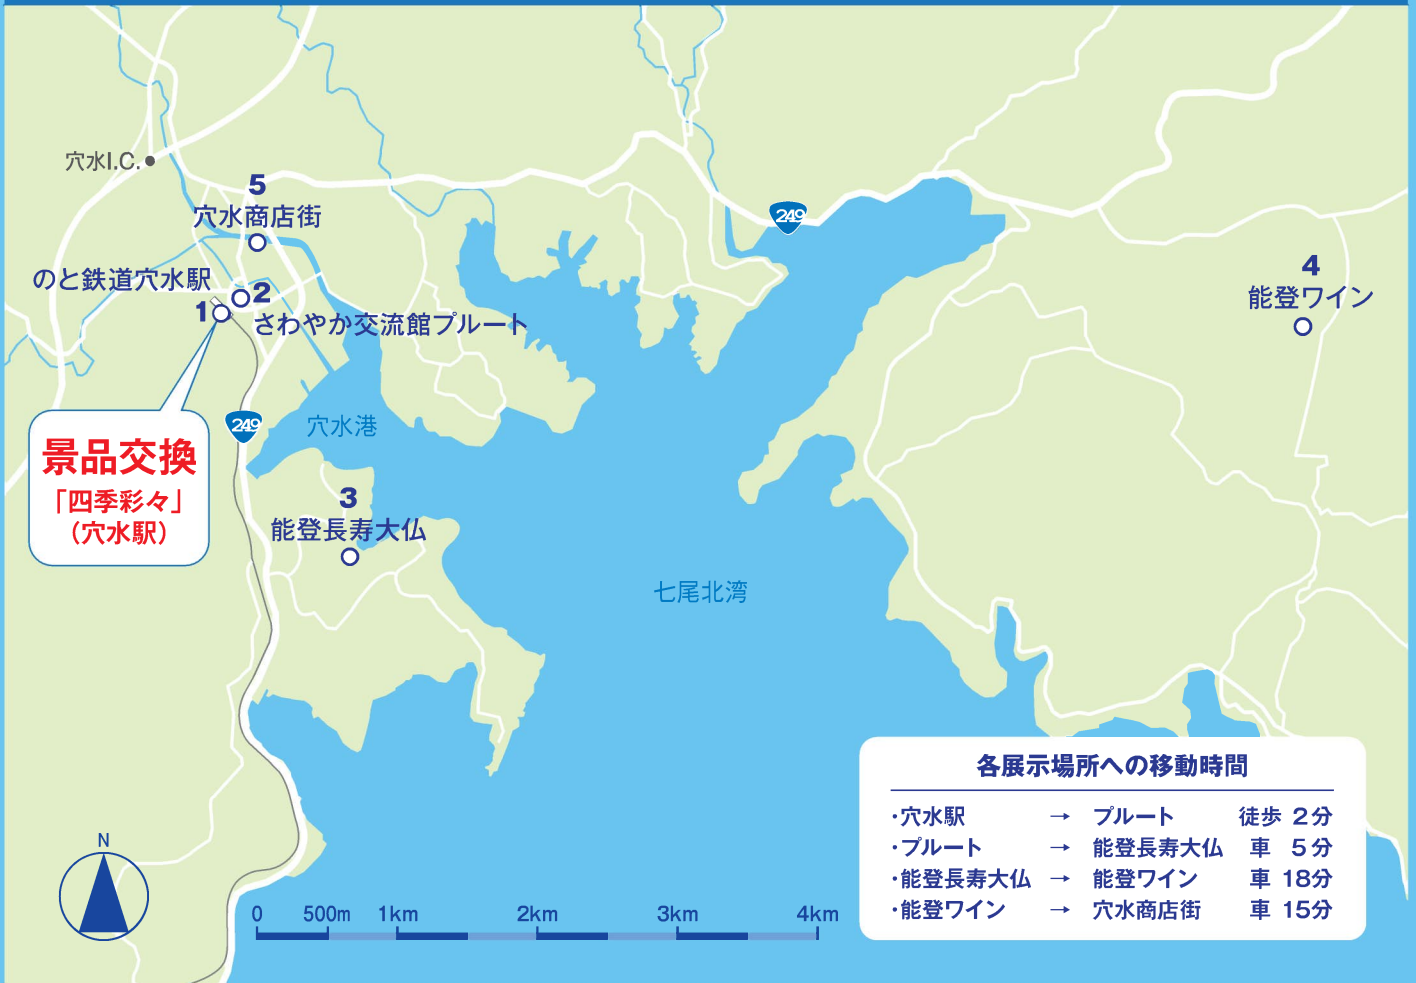 穴水I.C.
5
穴水商店街
249
のと鉄道穴水駅
1
2
さわやか交流館プルート
4
能登ワイン
249
穴水港
景品交換
「四季彩々」
(穴水駅)
3
能登長寿大仏
七尾北湾
各展示場所への移動時間
・穴水駅 → プルート 徒歩 2分
・プルート → 能登長寿大仏 車 5分
・能登長寿大仏 → 能登ワイン 車 18分
・能登ワイン → 穴水商店街 車 15分
N
0 500m 1km 2km 3km 4km